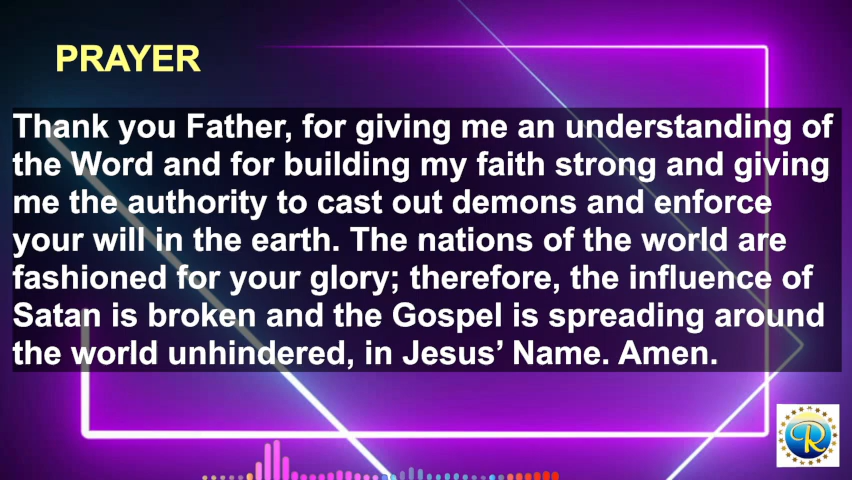 PRAYER
Thank you Father, for giving me an understanding of
the Word and for building my faith strong and giving
me the authority to cast out demons and enforce
your will in the earth. The nations of the world are
fashioned for your glory; therefore, the influence of
Satan is broken and the Gospel is spreading around
the world unhindered, in Jesus’ Name. Amen.
R